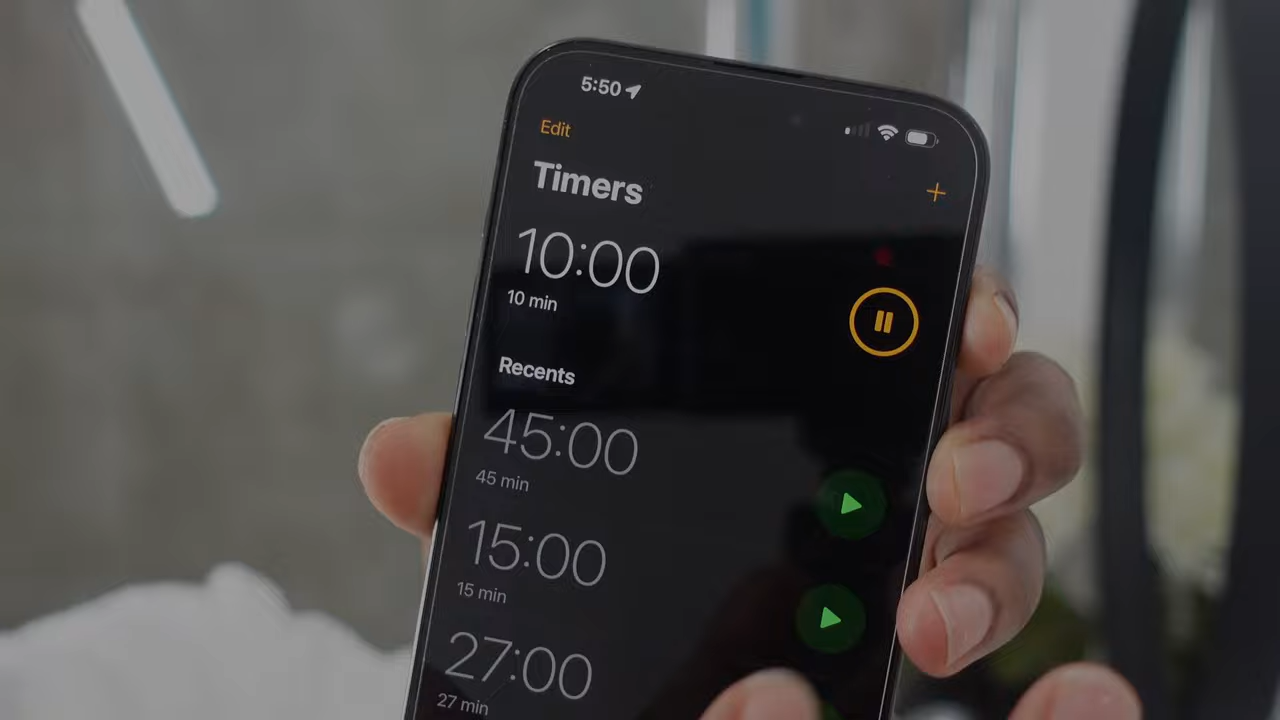 5:50
Edit
Timers
10:00
10 min
Recents
45:00
45 min
15:00
15 min
27:00
27 min